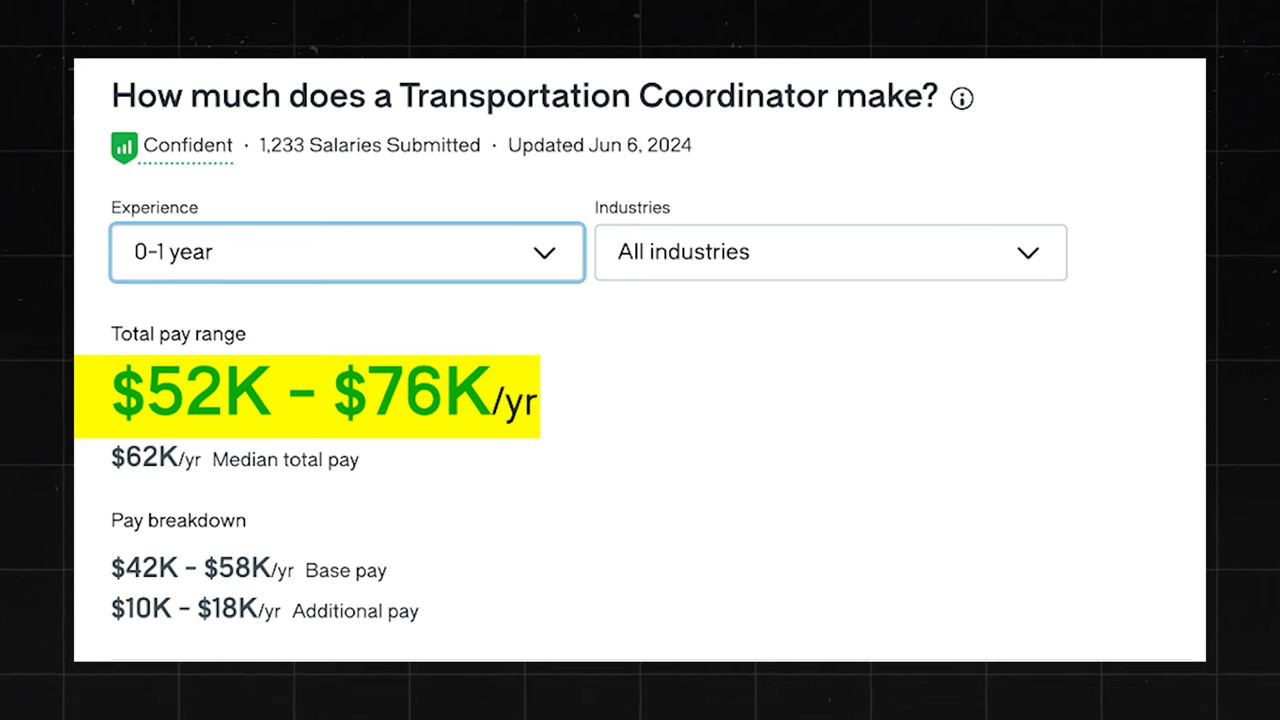 How much does a Transportation Coordinator make?
Confident · 1,233 Salaries Submitted · Updated Jun 6, 2024
Experience Industries
0-1 year All industries
Total pay range
$52K - $76K/yr
$62K/yr Median total pay
Pay breakdown
$42K - $58K/yr Base pay
$10K - $18K/yr Additional pay